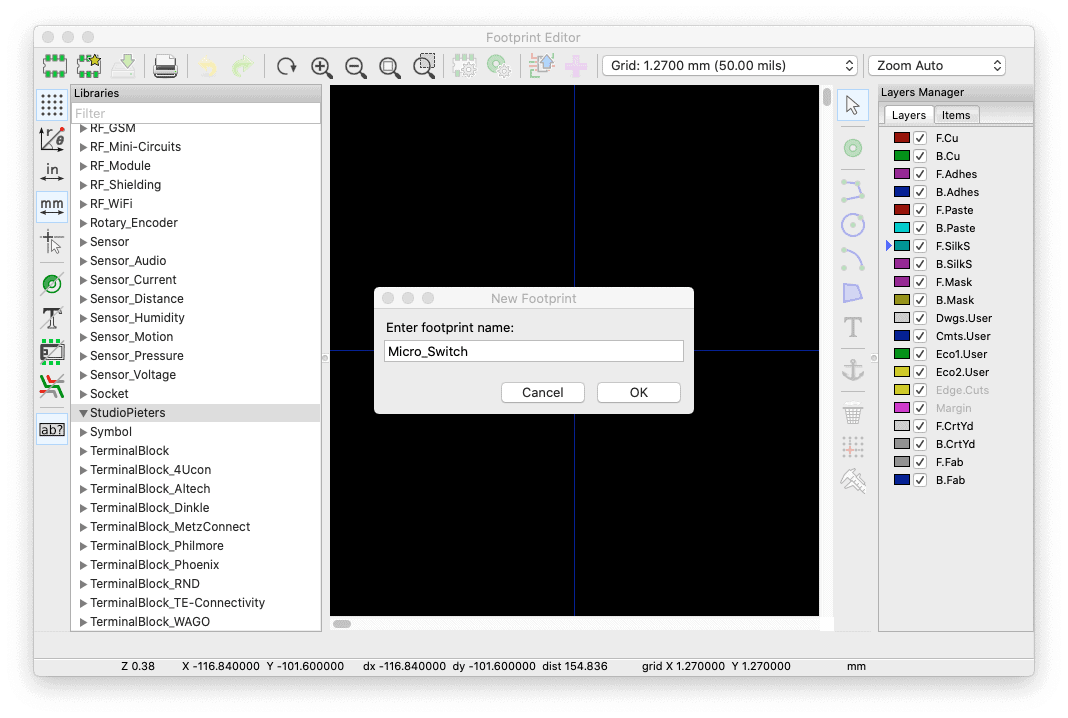 Footprint Editor
Grid: 1.2700 mm (50.00 mils)
Zoom Auto
Libraries
Filter
RF_GSM
RF_Mini-Circuits
RF_Module
RF_Shielding
RF_WiFi
Rotary_Encoder
Sensor
Sensor_Audio
Sensor_Current
Sensor_Distance
Sensor_Humidity
Sensor_Motion
Sensor_Pressure
Sensor_Voltage
Socket
StudioPieters
Symbol
TerminalBlock
TerminalBlock_4Ucon
TerminalBlock_Altech
TerminalBlock_Dinkle
TerminalBlock_MetzConnect
TerminalBlock_Philmore
TerminalBlock_Phoenix
TerminalBlock_RND
TerminalBlock_TE-Connectivity
TerminalBlock_WAGO
r θ
in
mm
T
ab?
New Footprint
Enter footprint name:
Micro_Switch
Cancel
OK
T
Layers Manager
Layers
Items
F.Cu
B.Cu
F.Adhes
B.Adhes
F.Paste
B.Paste
F.SilkS
B.SilkS
F.Mask
B.Mask
Dwgs.User
Cmts.User
Eco1.User
Eco2.User
Edge.Cuts
Margin
F.CrtYd
B.CrtYd
F.Fab
B.Fab
Z 0.38 X -116.840000 Y -101.600000 dx -116.840000 dy -101.600000 dist 154.836 grid X 1.270000 Y 1.270000 mm